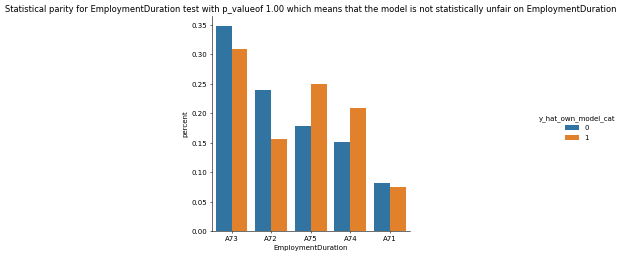 Statistical parity for EmploymentDuration test with p_valueof 1.00 which means that the model is not statistically unfair on EmploymentDuration
0.35
0.30
0.25
0.20
0.15
0.10
0.05
0.00
percent
A73 A72 A75 A74 A71
EmploymentDuration
y_hat_own_model_cat
0
1